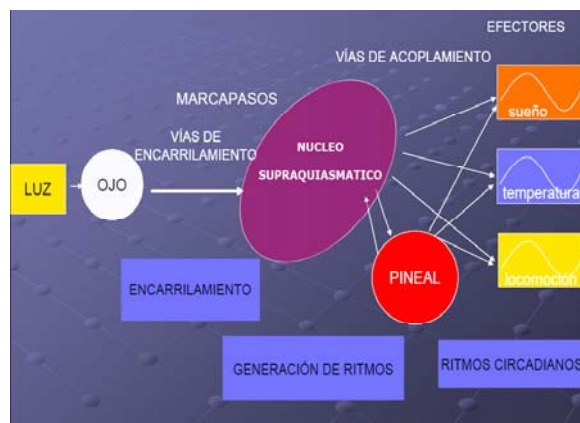 EFECTORES
VÍAS DE ACOPLAMIENTO
MARCAPASOS
sueño
VÍAS DE
ENCARRILAMIENTO
NUCLEO
SUPRAQUIASMATICO
LUZ
OJO
temperatura
PINEAL
locomoción
ENCARRILAMIENTO
GENERACIÓN DE RITMOS
RITMOS CIRCADIANOS